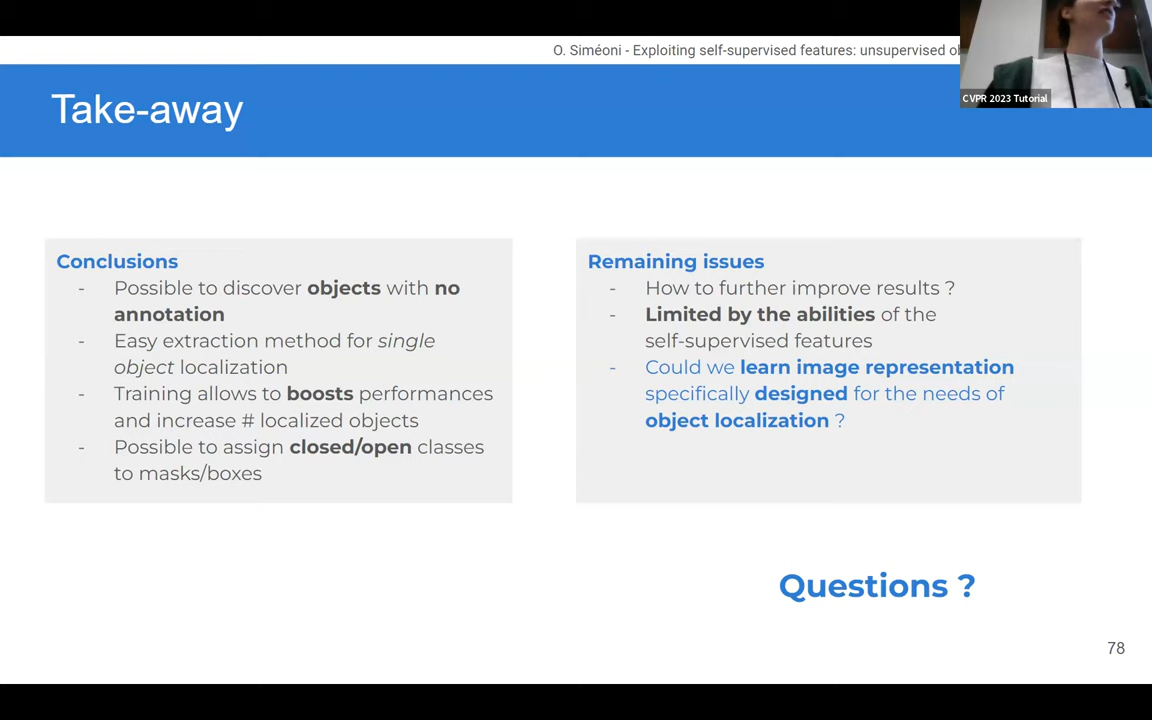 O. Siméoni - Exploiting self-supervised features: unsupervised
CVPR 2023 Tutorial
Take-away
Conclusions
- Possible to discover objects with no
annotation
- Easy extraction method for single
object localization
- Training allows to boosts performances
and increase # localized objects
- Possible to assign closed/open classes
to masks/boxes
Remaining issues
- How to further improve results ?
- Limited by the abilities of the
self-supervised features
- Could we learn image representation
specifically designed for the needs of
object localization ?
Questions ?
78